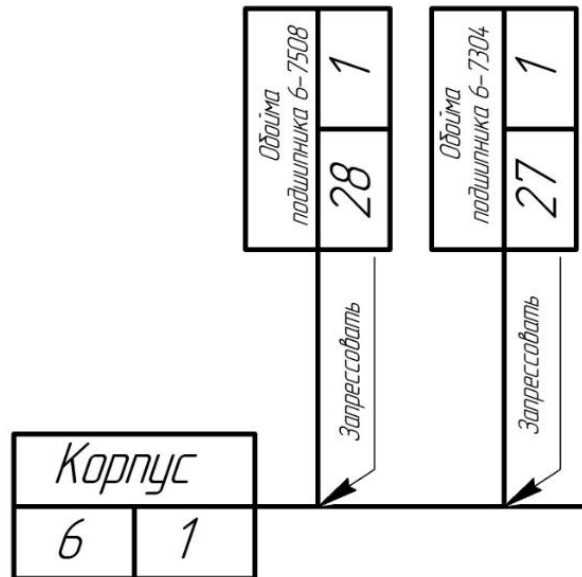 Обойма
подшипника 6-7508
28 1
Запрессовать
Обойма
подшипника 6-7304
27 1
Запрессовать
Корпус
6 1